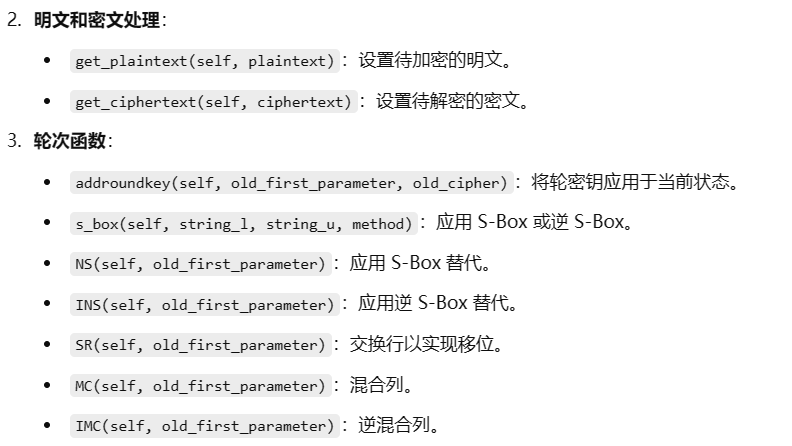 2. 明文和密文处理：
• get_plaintext(self, plaintext)：设置待加密的明文。
• get_ciphertext(self, ciphertext)：设置待解密的密文。
3. 轮次函数：
• addroundkey(self, old_first_parameter, old_cipher)：将轮密钥应用于当前状态。
• s_box(self, string_l, string_u, method)：应用 S-Box 或逆 S-Box。
• NS(self, old_first_parameter)：应用 S-Box 替代。
• INS(self, old_first_parameter)：应用逆 S-Box 替代。
• SR(self, old_first_parameter)：交换行以实现移位。
• MC(self, old_first_parameter)：混合列。
• IMC(self, old_first_parameter)：逆混合列。